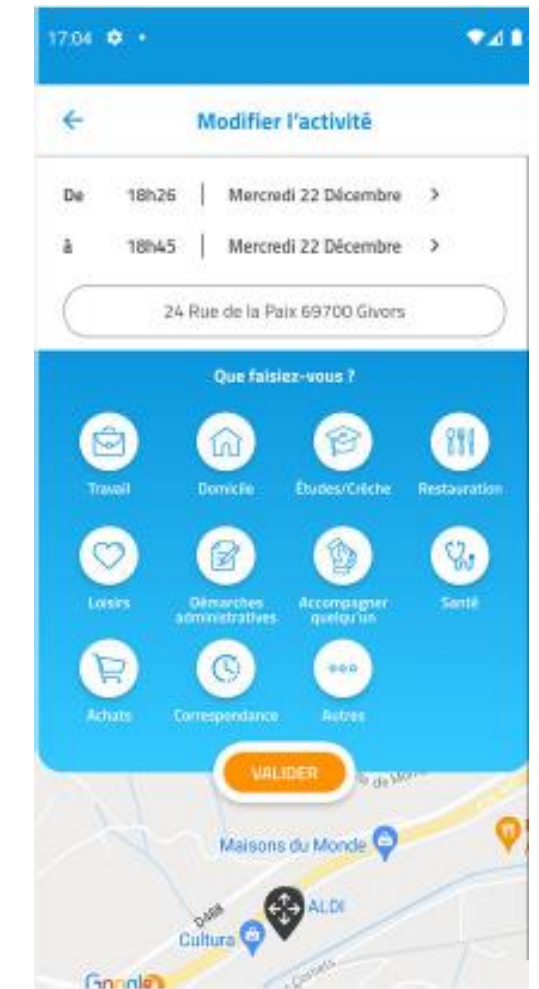 17:04
Modifier l'activité
De 18h26 | Mercredi 22 Décembre >
à 18h45 | Mercredi 22 Décembre >
24 Rue de la Paix 69700 Givors
Que faisiez-vous ?
Travail Domicile Études/Crèche Restauration
Loisirs Démarches administratives Accompagner quelqu'un Santé
Achats Correspondance Autres
VALIDER
de
Maisons du Monde
ALDI
D488
Cultura
Google